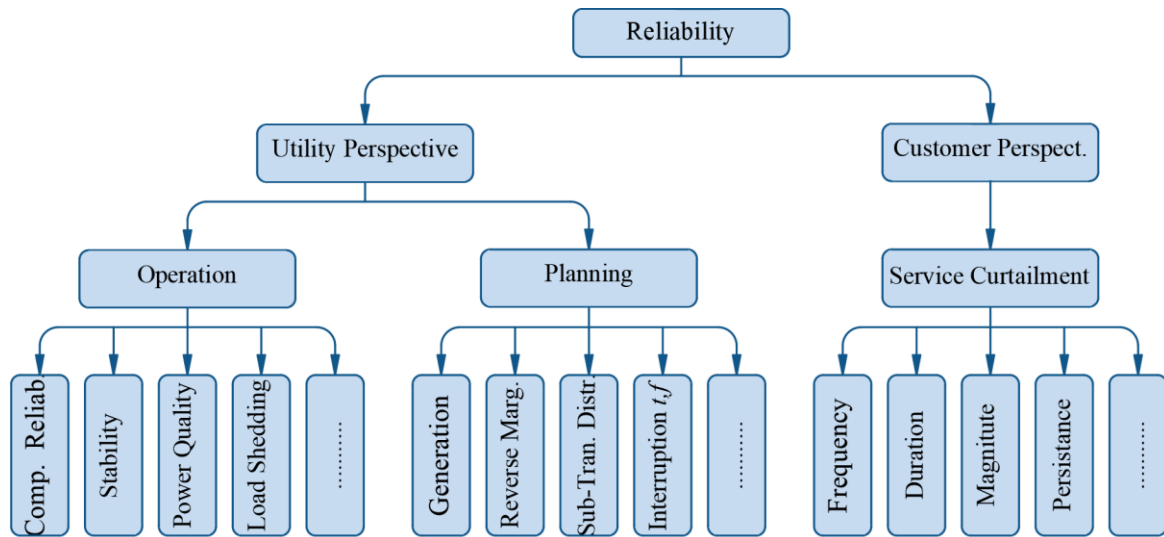 Reliability
Utility Perspective
Customer Perspect.
Operation
Planning
Service Curtailment
Comp. Reliab.
Stability
Power Quality
Load Shedding
...........
Generation
Reverse Marg.
Sub-Tran. Distr.
Interruption t,f
...........
Frequency
Duration
Magnitute
Persistance
...........